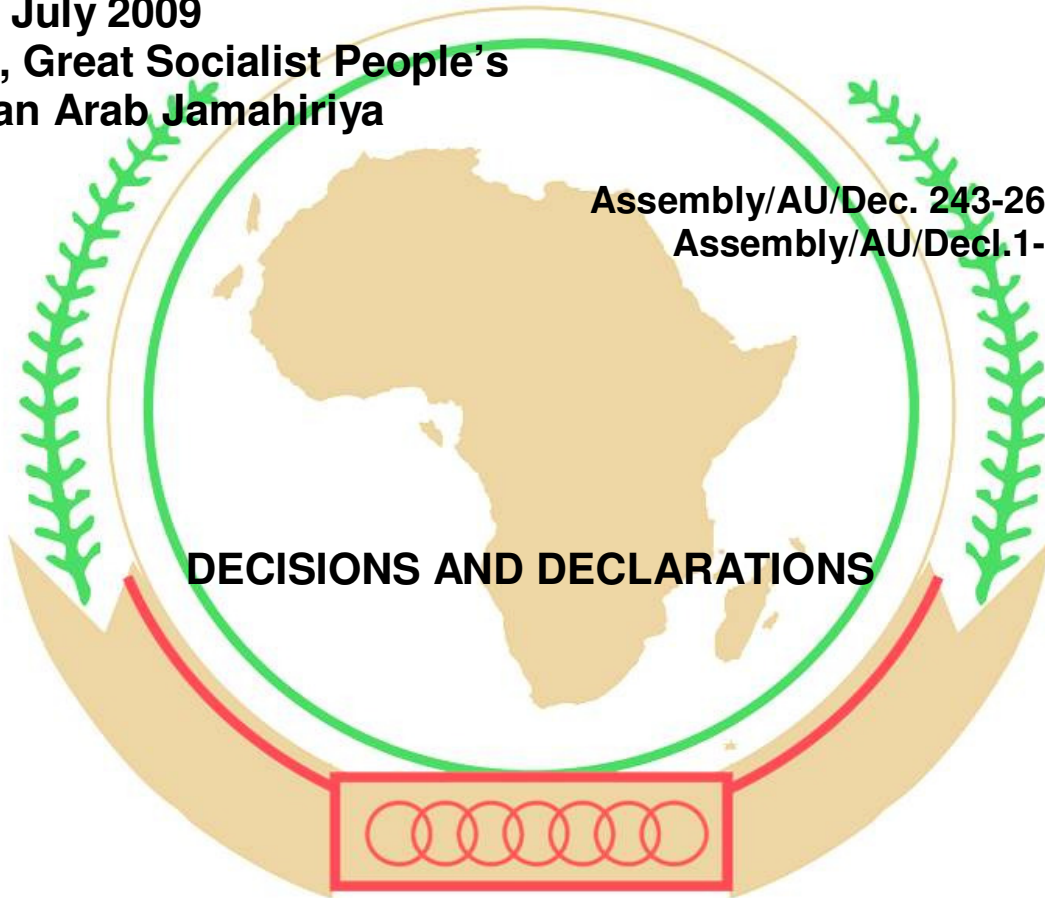 July 2009
, Great Socialist People’s
an Arab Jamahiriya
Assembly/AU/Dec. 243-26
Assembly/AU/Decl.1-
DECISIONS AND DECLARATIONS